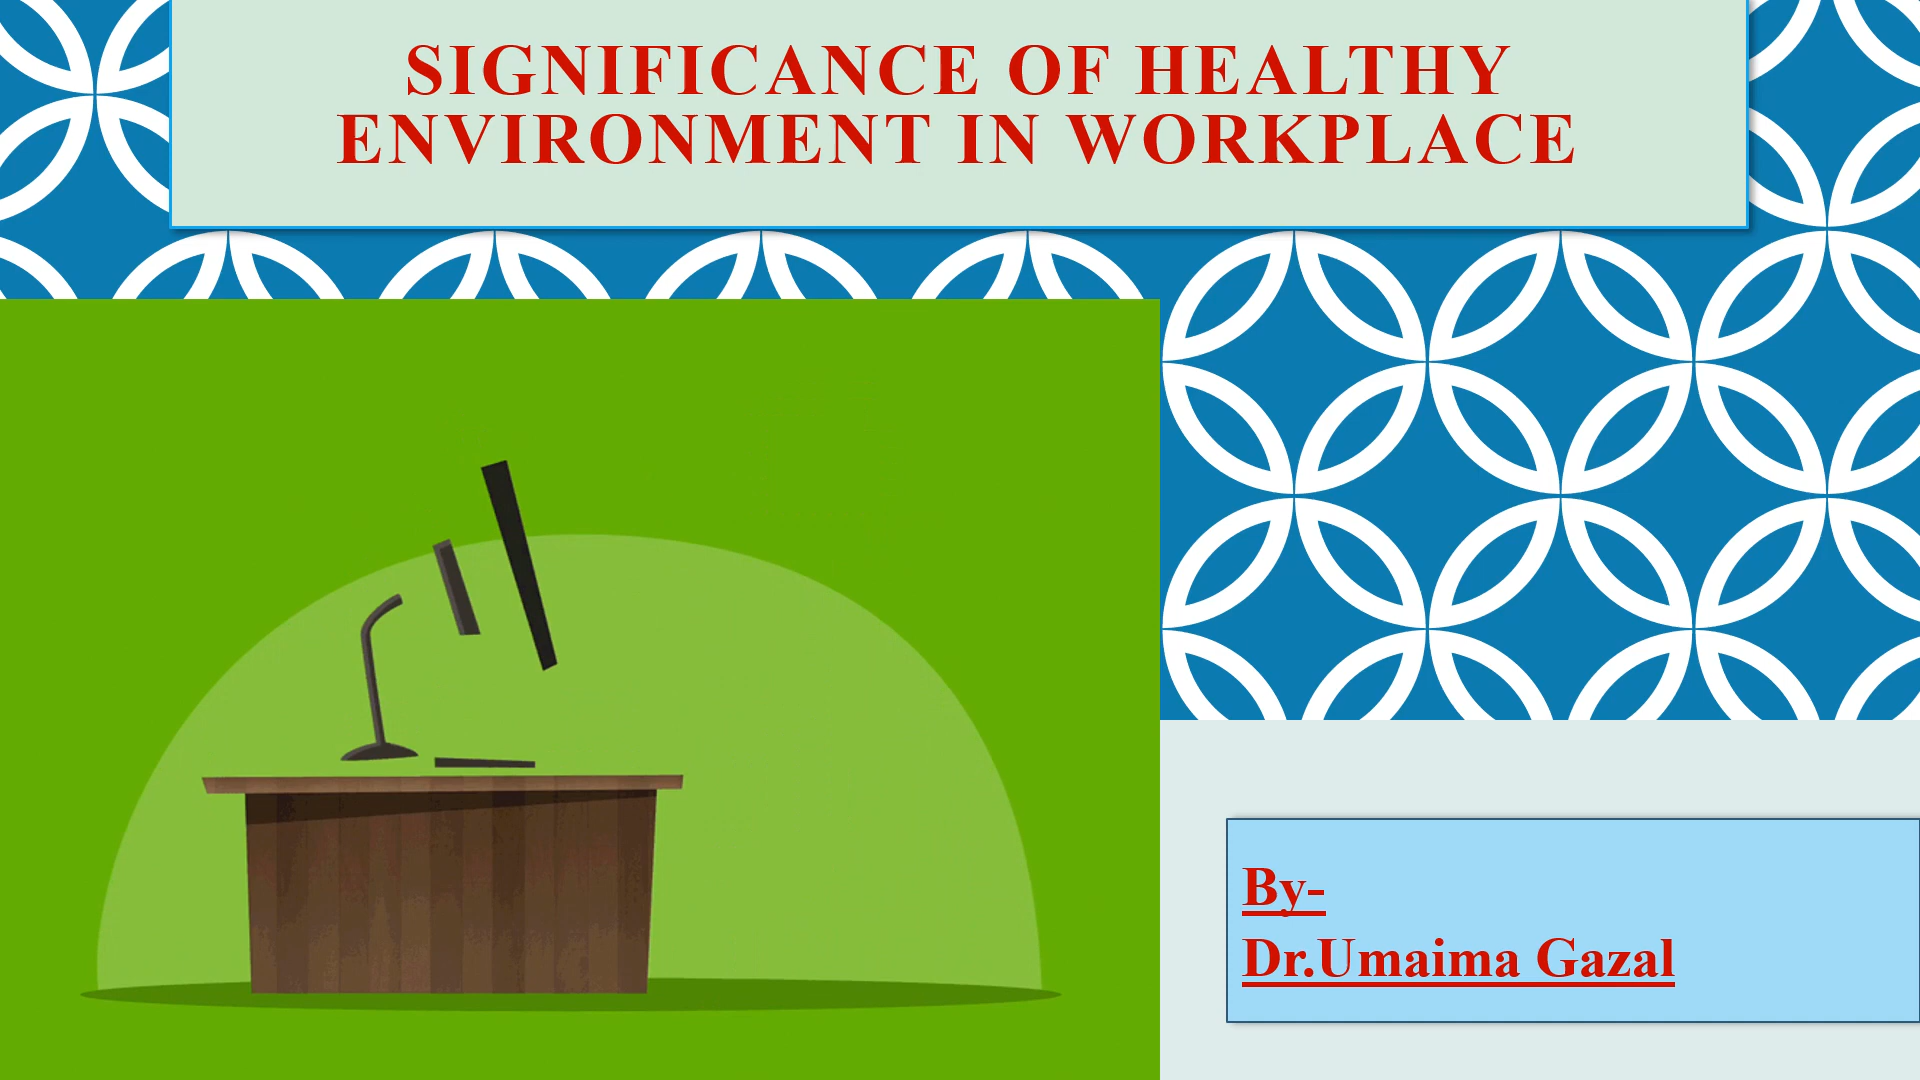 SIGNIFICANCE OF HEALTHY
ENVIRONMENT IN WORKPLACE
By-
Dr.Umaima Gazal